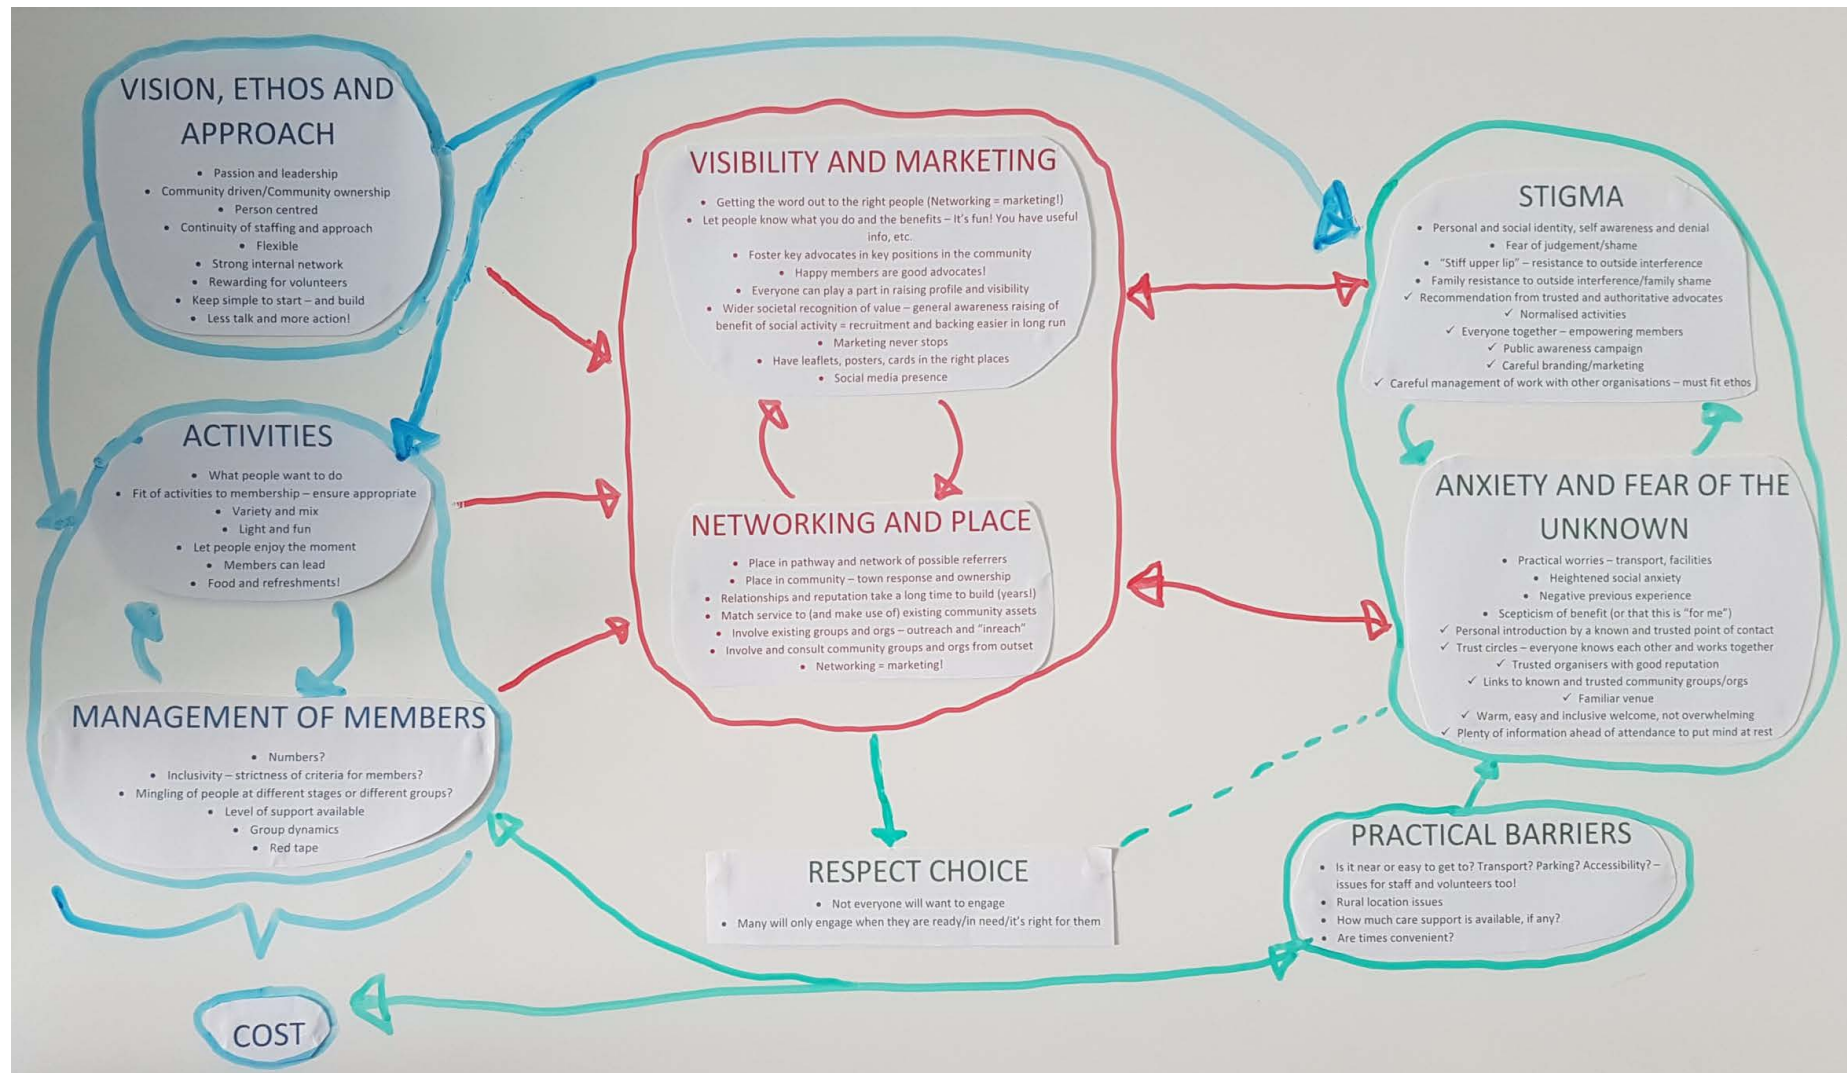 VISION, ETHOS AND
APPROACH
• Passion and leadership
• Community driven/Community ownership
• Person centred
• Continuity of staffing and approach
• Flexible
• Strong internal network
• Rewarding for volunteers
• Keep simple to start – and build
• Less talk and more action!
ACTIVITIES
• What people want to do
• Fit of activities to membership – ensure appropriate
• Variety and mix
• Light and fun
• Let people enjoy the moment
• Members can lead
• Food and refreshments!
MANAGEMENT OF MEMBERS
• Numbers?
• Inclusivity – strictness of criteria for members?
• Mingling of people at different stages or different groups?
• Level of support available
• Group dynamics
• Red tape
COST
VISIBILITY AND MARKETING
• Getting the word out to the right people (Networking = marketing!)
• Let people know what you do and the benefits – It's fun! You have useful
info, etc.
• Foster key advocates in key positions in the community
• Happy members are good advocates!
• Everyone can play a part in raising profile and visibility
• Wider societal recognition of value – general awareness raising of
benefit of social activity = recruitment and backing easier in long run
• Marketing never stops
• Have leaflets, posters, cards in the right places
• Social media presence
NETWORKING AND PLACE
• Place in pathway and network of possible referrers
• Place in community – town response and ownership
• Relationships and reputation take a long time to build (years!)
• Match service to (and make use of) existing community assets
• Involve existing groups and orgs – outreach and "inreach"
• Involve and consult community groups and orgs from outset
• Networking = marketing!
RESPECT CHOICE
• Not everyone will want to engage
• Many will only engage when they are ready/in need/it's right for them
STIGMA
• Personal and social identity, self awareness and denial
• Fear of judgement/shame
• "Stiff upper lip" – resistance to outside interference
• Family resistance to outside interference/family shame
✓ Recommendation from trusted and authoritative advocates
✓ Normalised activities
✓ Everyone together – empowering members
✓ Public awareness campaign
✓ Careful branding/marketing
✓ Careful management of work with other organisations – must fit ethos
ANXIETY AND FEAR OF THE
UNKNOWN
• Practical worries – transport, facilities
• Heightened social anxiety
• Negative previous experience
• Scepticism of benefit (or that this is "for me")
✓ Personal introduction by a known and trusted point of contact
✓ Trust circles – everyone knows each other and works together
✓ Trusted organisers with good reputation
✓ Links to known and trusted community groups/orgs
✓ Familiar venue
✓ Warm, easy and inclusive welcome, not overwhelming
✓ Plenty of information ahead of attendance to put mind at rest
PRACTICAL BARRIERS
• Is it near or easy to get to? Transport? Parking? Accessibility? –
issues for staff and volunteers too!
• Rural location issues
• How much care support is available, if any?
• Are times convenient?